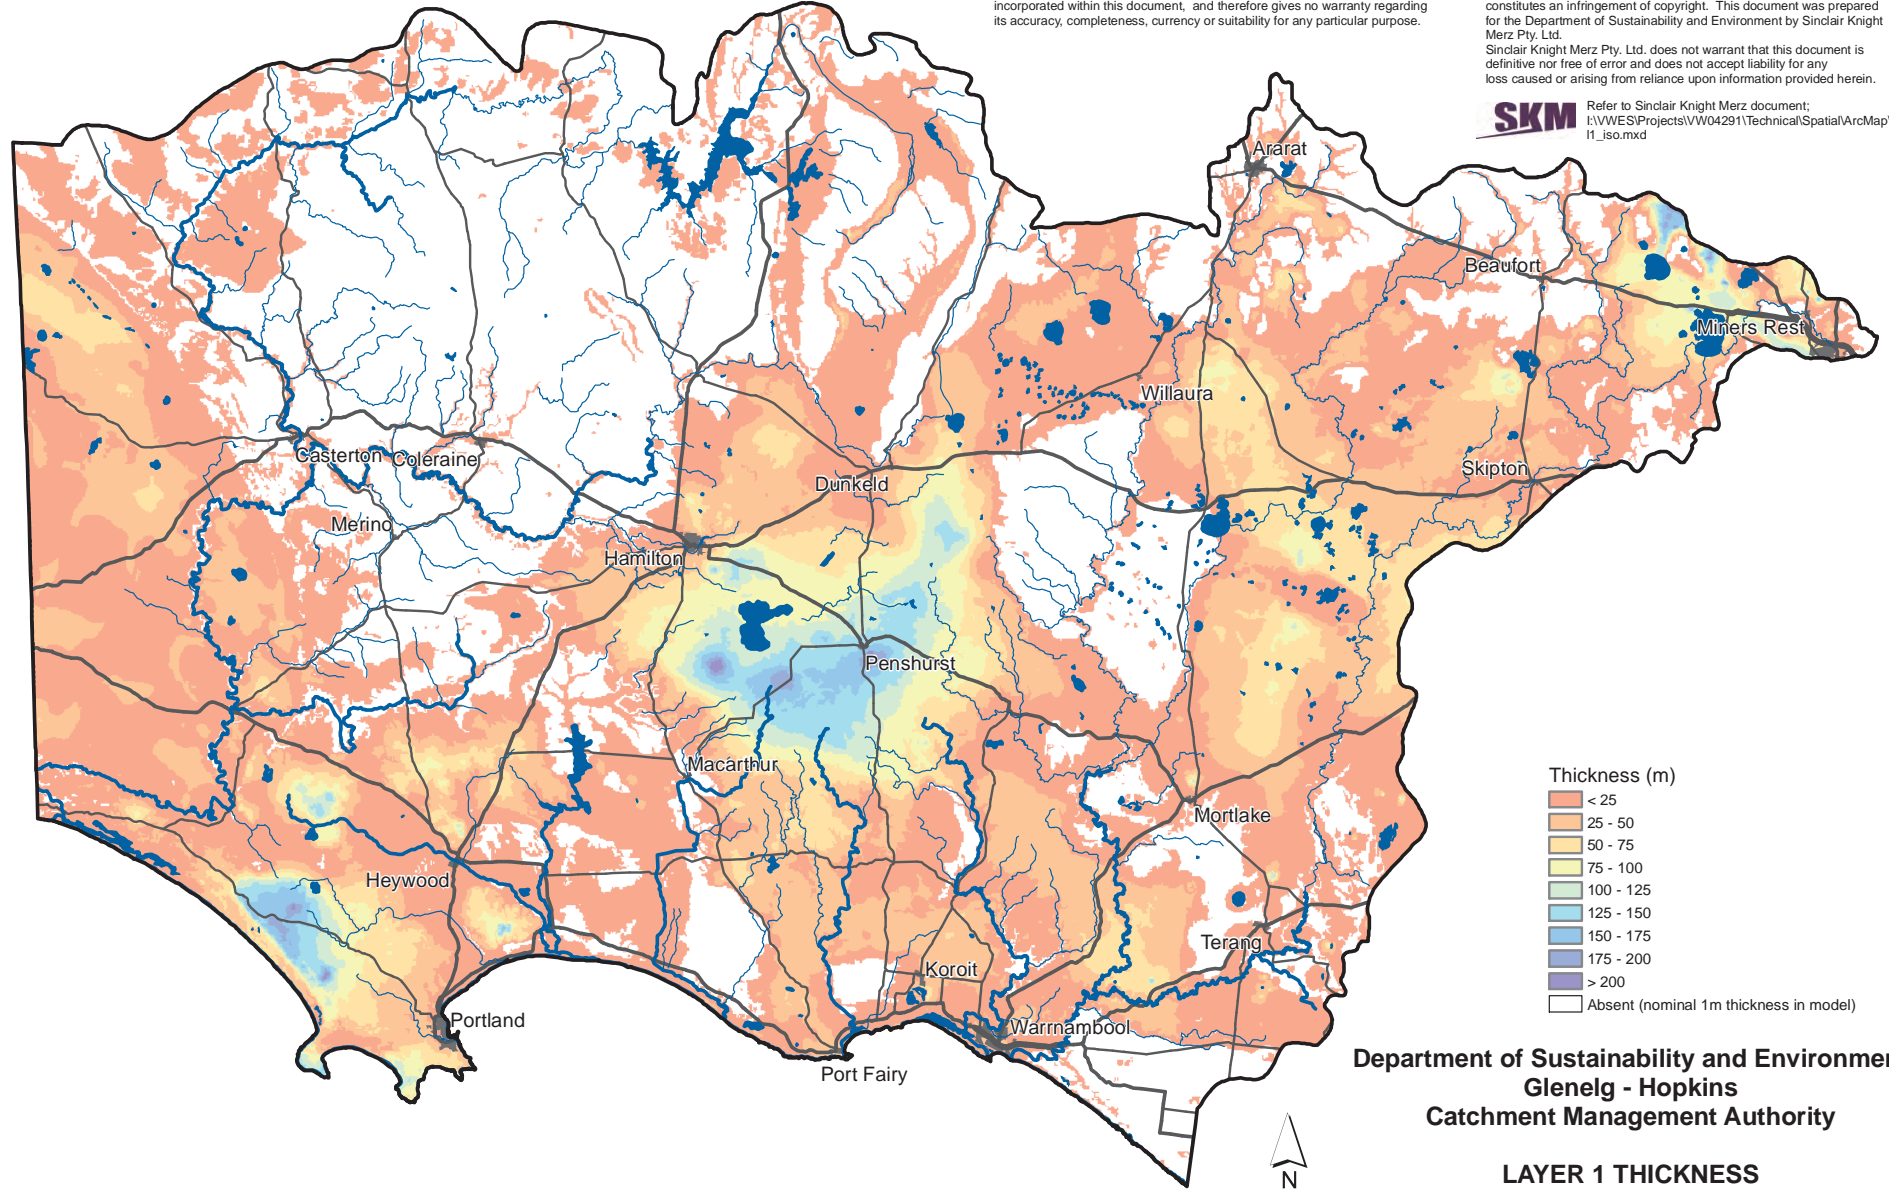 incorporated within this document, and therefore gives no warranty regarding
its accuracy, completeness, currency or suitability for any particular purpose.
constitutes an infringement of copyright. This document was prepared
for the Department of Sustainability and Environment by Sinclair Knight
Merz Pty. Ltd.
Sinclair Knight Merz Pty. Ltd. does not warrant that this document is
definitive nor free of error and does not accept liability for any
loss caused or arising from reliance upon information provided herein.
SKM
Refer to Sinclair Knight Merz document;
I:\VWES\Projects\VW04291\Technical\Spatial\ArcMap\
l1_iso.mxd
Ararat
Beaufort
Miners Rest
Willaura
Casterton
Coleraine
Skipton
Dunkeld
Merino
Hamilton
Penshurst
Macarthur
Mortlake
Heywood
Terang
Koroit
Portland
Warrnambool
Port Fairy
Thickness (m)
< 25
25 - 50
50 - 75
75 - 100
100 - 125
125 - 150
150 - 175
175 - 200
> 200
Absent (nominal 1m thickness in model)
Department of Sustainability and Environme
Glenelg - Hopkins
Catchment Management Authority
N
LAYER 1 THICKNESS